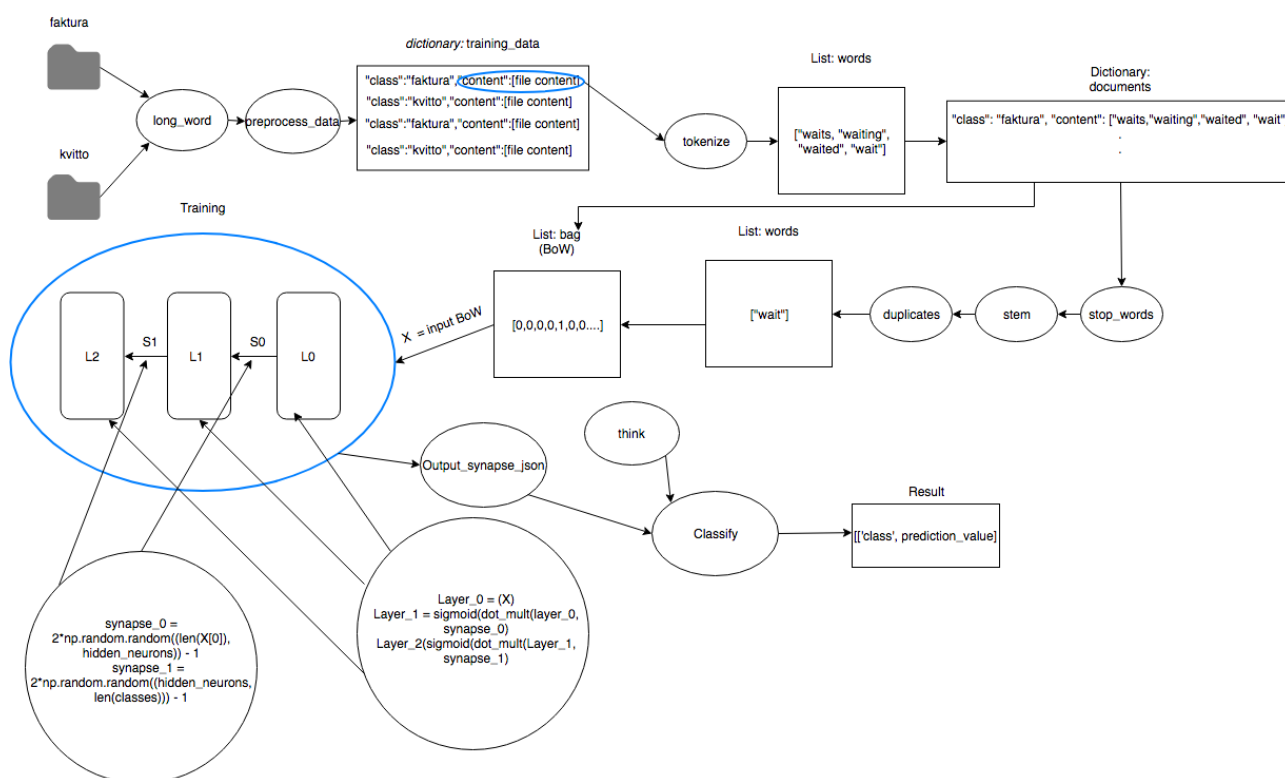 faktura
kvitto
long_word
preprocess_data
dictionary: training_data
"class":"faktura","content":[file content]
"class":"kvitto","content":[file content]
"class":"faktura","content":[file content]
"class":"kvitto","content":[file content]
tokenize
List: words
["waits, "waiting",
"waited", "wait"]
Dictionary:
documents
"class": "faktura", "content": ["waits,"waiting","waited", "wait"
.
.
Training
L2
S1
L1
S0
L0
X = input BoW
List: bag
(BoW)
[0,0,0,0,1,0,0....]
List: words
["wait"]
duplicates
stem
stop_words
Output_synapse_json
think
Classify
Result
[['class', prediction_value]
synapse_0 =
2*np.random.random((len(X[0]),
hidden_neurons)) - 1
synapse_1 =
2*np.random.random((hidden_neurons,
len(classes))) - 1
Layer_0 = (X)
Layer_1 = sigmoid(dot_mult(layer_0,
synapse_0)
Layer_2(sigmoid(dot_mult(Layer_1,
synapse_1)